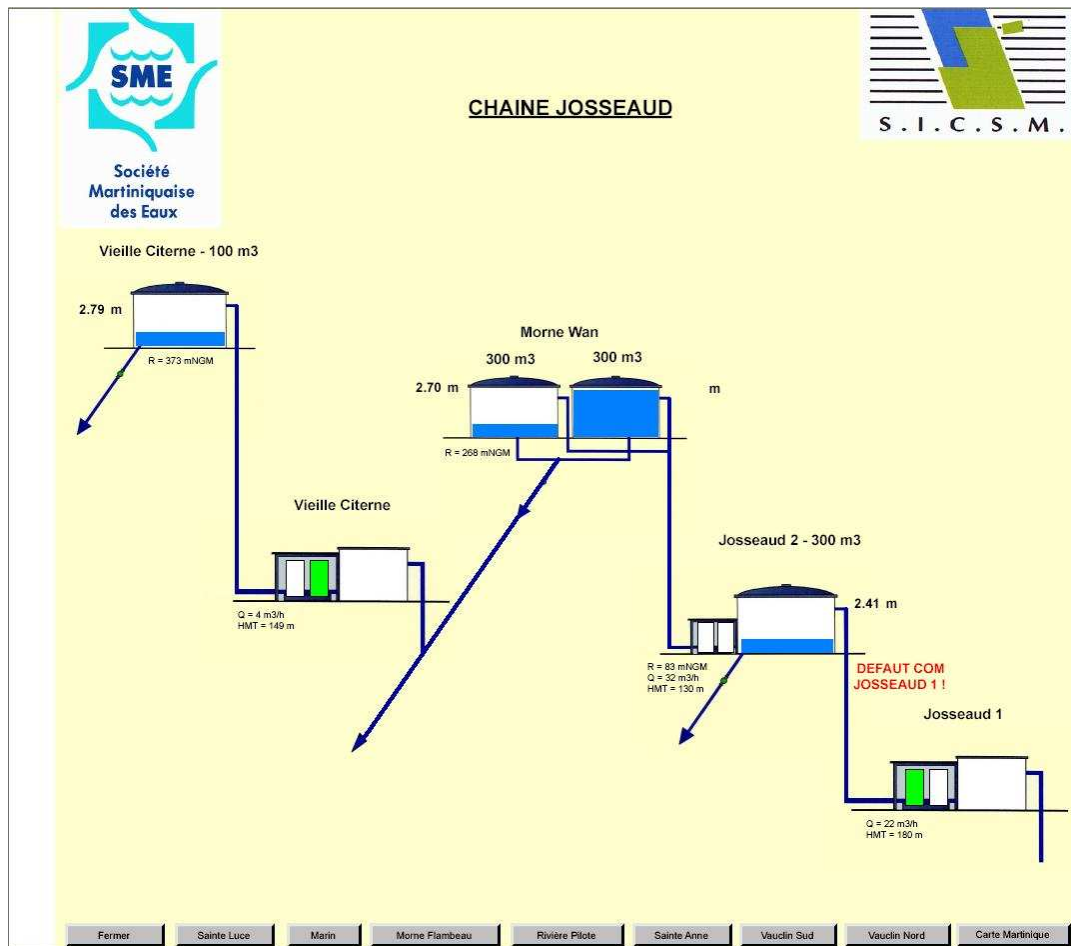 SME
Société
Martiniquaise
des Eaux
CHAINE JOSSEAUD
S.I.C.S.M.
Vieille Citerne - 100 m3
2.79 m
R = 373 mNGM
Morne Wan
300 m3
300 m3
2.70 m
m
R = 268 mNGM
Vieille Citerne
Q = 4 m3/h
HMT = 149 m
Josseaud 2 - 300 m3
2.41 m
R = 83 mNGM
Q = 32 m3/h
HMT = 130 m
DEFAUT COM
JOSSEAUD 1 !
Josseaud 1
Q = 22 m3/h
HMT = 180 m
Fermer
Sainte Luce
Marin
Morne Flambeau
Rivière Pilote
Sainte Anne
Vauclin Sud
Vauclin Nord
Carte Martinique